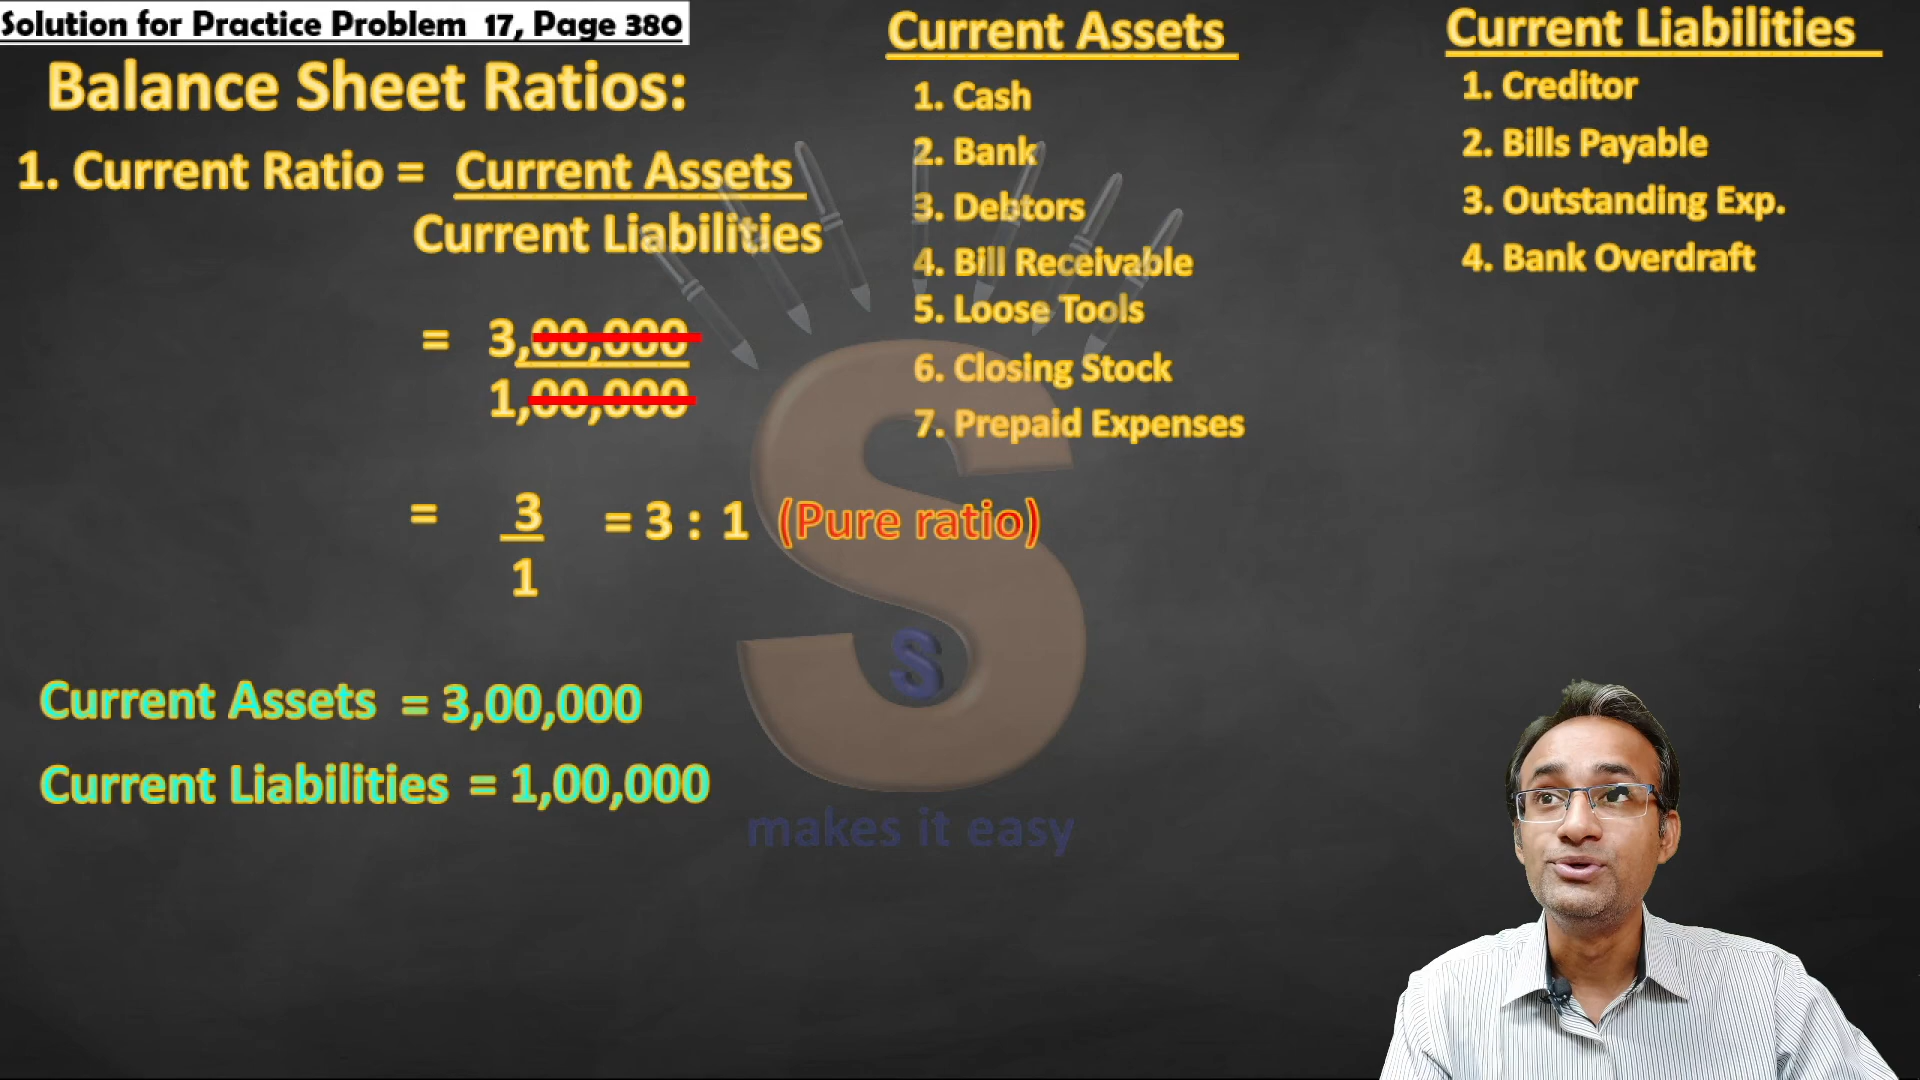 Solution for Practice Problem 17, Page 380
Balance Sheet Ratios:
1. Current Ratio = Current Assets
Current Liabilities
= 3,00,000
1,00,000
= 3
1
= 3 : 1 (Pure ratio)
Current Assets = 3,00,000
Current Liabilities = 1,00,000
Current Assets
1. Cash
2. Bank
3. Debtors
4. Bill Receivable
5. Loose Tools
6. Closing Stock
7. Prepaid Expenses
Current Liabilities
1. Creditor
2. Bills Payable
3. Outstanding Exp.
4. Bank Overdraft
S
S
makes it easy